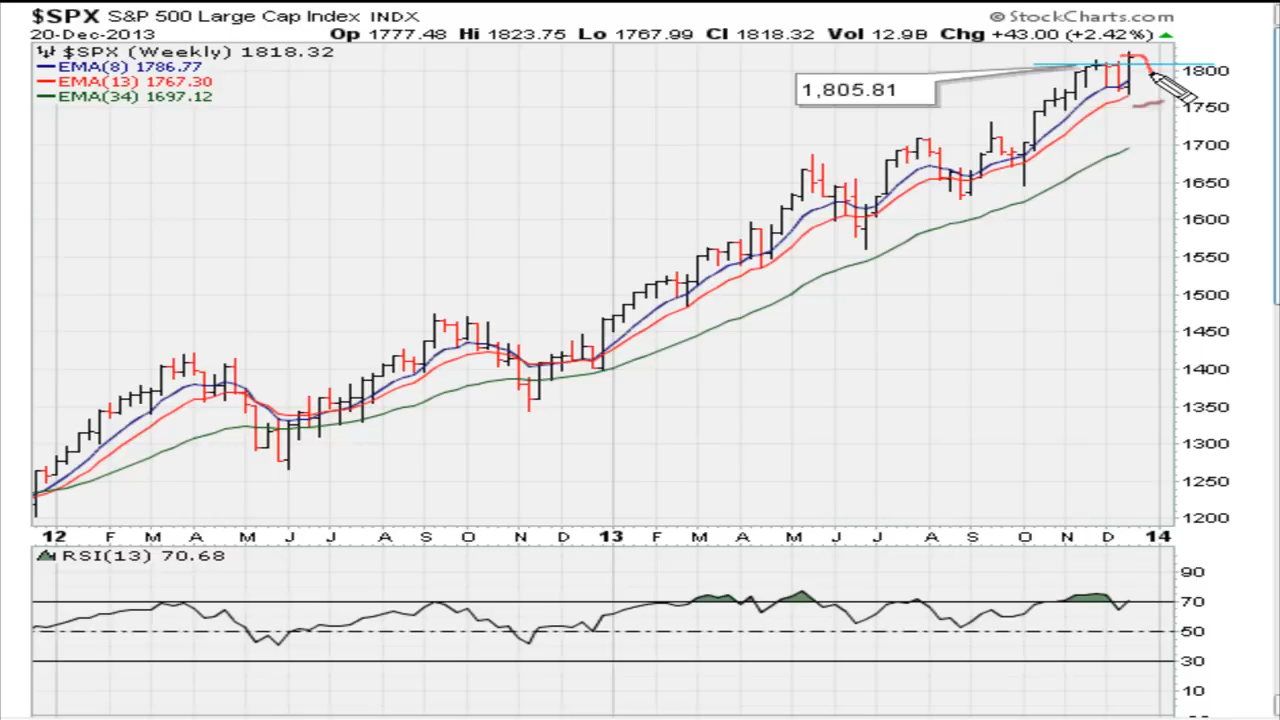 $SPX S&P 500 Large Cap Index INDX © StockCharts.com
20-Dec-2013 Op 1777.48 Hi 1823.75 Lo 1767.99 Cl 1818.32 Vol 12.9B Chg +43.00 (+2.42%)
$SPX (Weekly) 1818.32
EMA(8) 1786.77
EMA(13) 1767.30
EMA(34) 1697.12
1,805.81
1800
1750
1700
1650
1600
1550
1500
1450
1400
1350
1300
1250
1200
12 F M A M J J A S O N D 13 F M A M J J A S O N D 14
RSI(13) 70.68
90
70
50
30
10